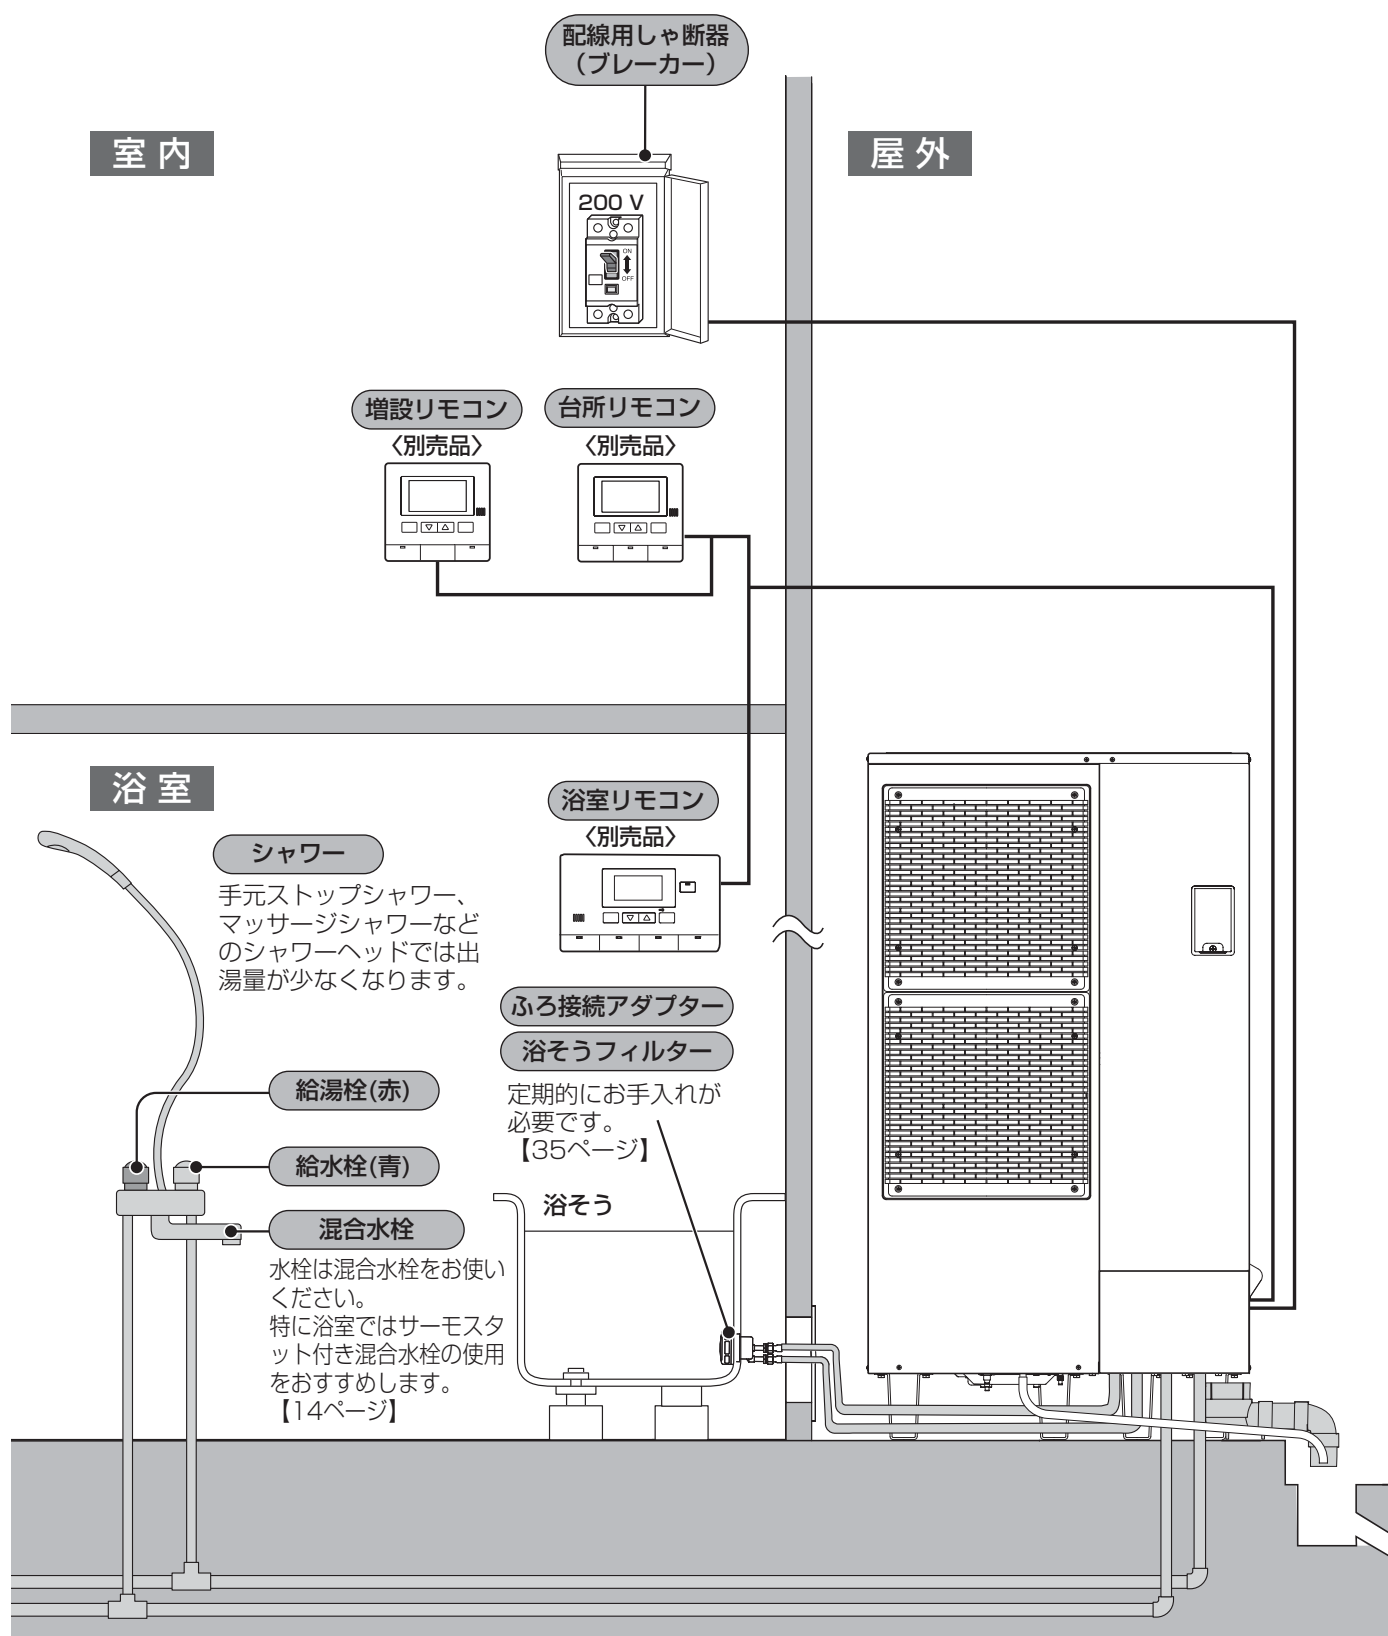 配線用しゃ断器
（ブレーカー）
室内
屋外
200 V
ON
OFF
増設リモコン
〈別売品〉
台所リモコン
〈別売品〉
浴室
浴室リモコン
〈別売品〉
シャワー
手元ストップシャワー、
マッサージシャワーなど
のシャワーヘッドでは出
湯量が少なくなります。
ふろ接続アダプター
浴そうフィルター
定期的にお手入れが
必要です。
【35ページ】
給湯栓(赤)
給水栓(青)
浴そう
混合水栓
水栓は混合水栓をお使い
ください。
特に浴室ではサーモスタ
ット付き混合水栓の使用
をおすすめします。
【14ページ】